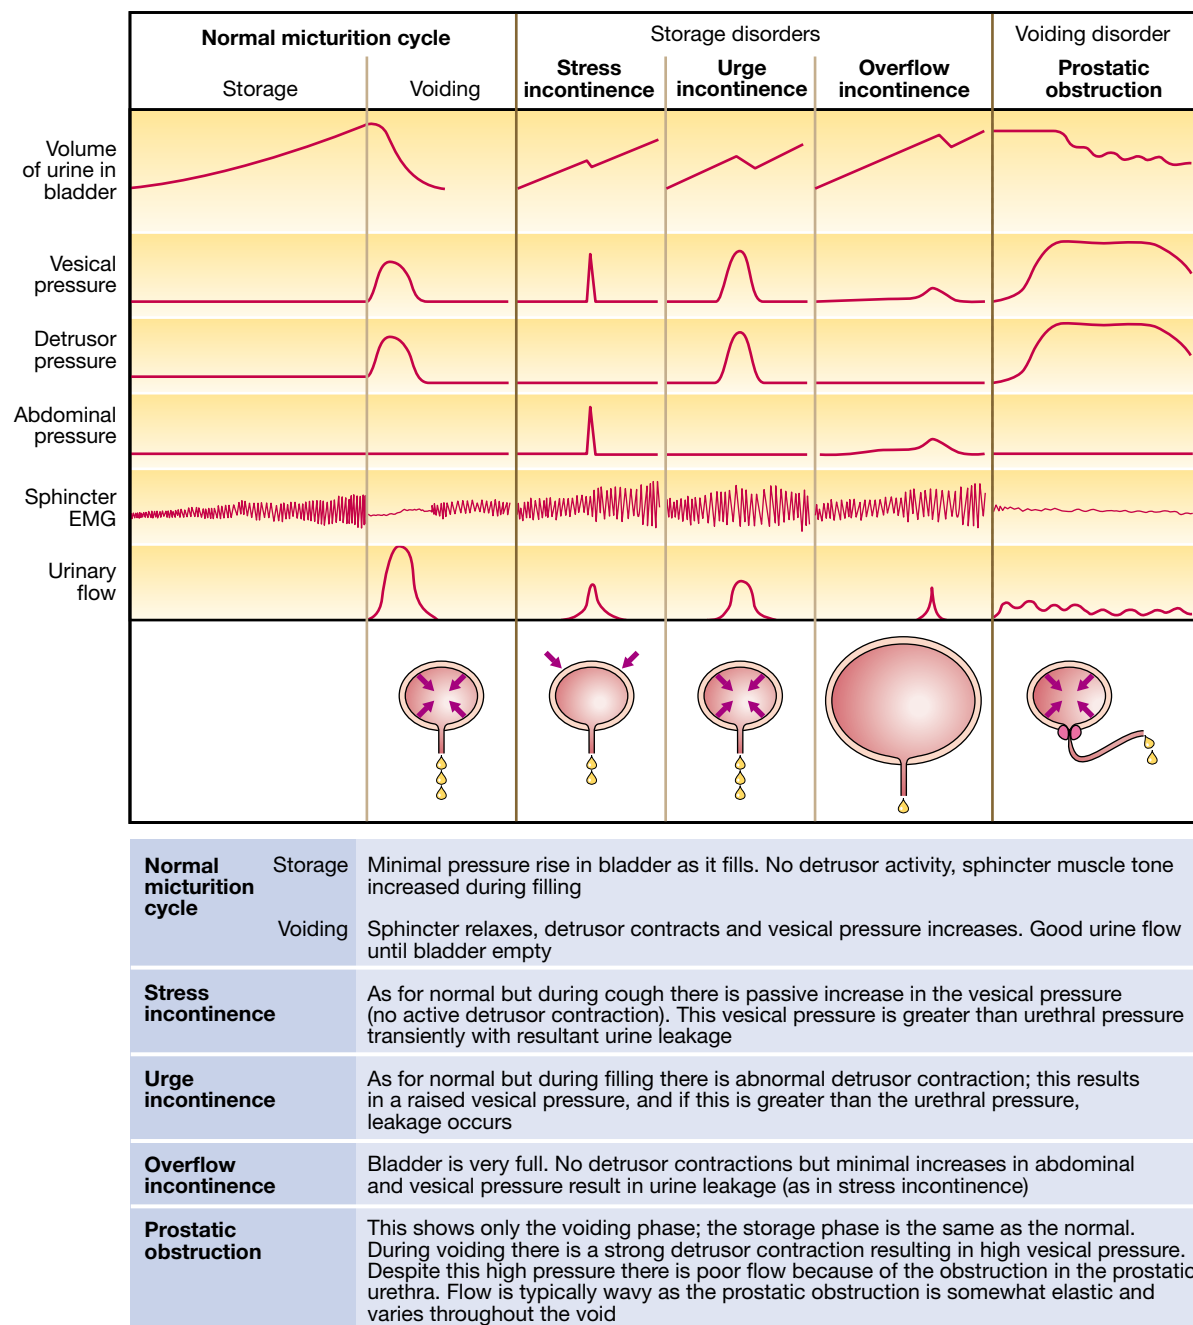 Normal micturition cycle
Storage disorders
Voiding disorder
Storage
Voiding
Stress
incontinence
Urge
incontinence
Overflow
incontinence
Prostatic
obstruction
Volume
of urine in
bladder
Vesical
pressure
Detrusor
pressure
Abdominal
pressure
Sphincter
EMG
Urinary
flow
Normal
micturition
cycle
Storage
Minimal pressure rise in bladder as it fills. No detrusor activity, sphincter muscle tone
increased during filling
Voiding
Sphincter relaxes, detrusor contracts and vesical pressure increases. Good urine flow
until bladder empty
Stress
incontinence
As for normal but during cough there is passive increase in the vesical pressure
(no active detrusor contraction). This vesical pressure is greater than urethral pressure
transiently with resultant urine leakage
Urge
incontinence
As for normal but during filling there is abnormal detrusor contraction; this results
in a raised vesical pressure, and if this is greater than the urethral pressure,
leakage occurs
Overflow
incontinence
Bladder is very full. No detrusor contractions but minimal increases in abdominal
and vesical pressure result in urine leakage (as in stress incontinence)
Prostatic
obstruction
This shows only the voiding phase; the storage phase is the same as the normal.
During voiding there is a strong detrusor contraction resulting in high vesical pressure.
Despite this high pressure there is poor flow because of the obstruction in the prostatic
urethra. Flow is typically wavy as the prostatic obstruction is somewhat elastic and
varies throughout the void